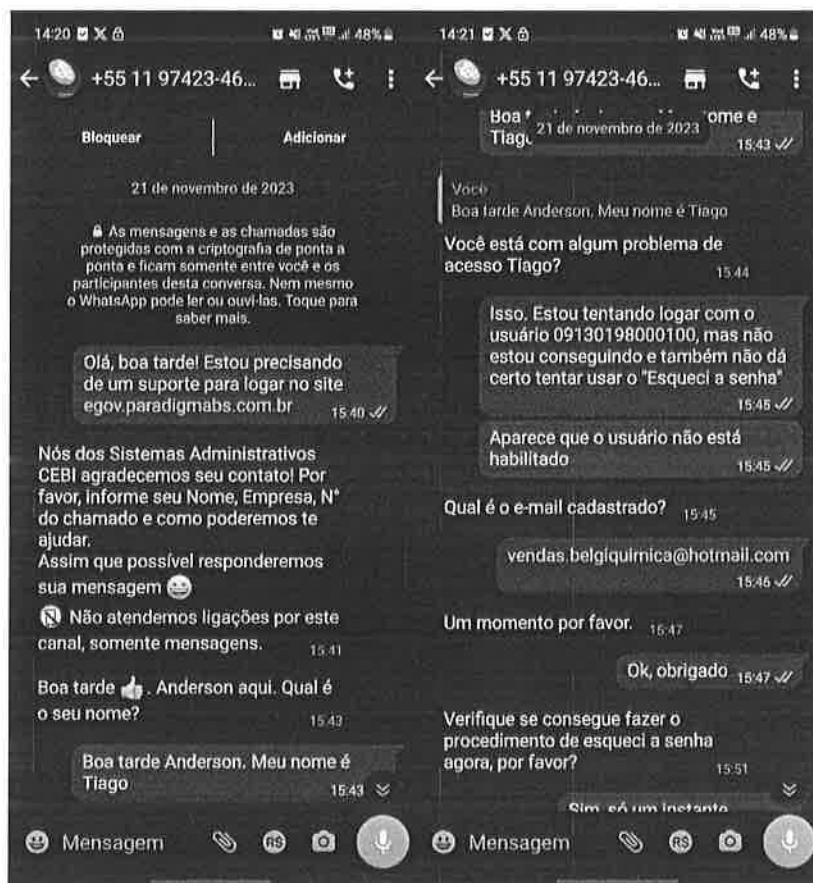 14:20
48%
+55 11 97423-46...
Bloquear
Adicionar
21 de novembro de 2023
As mensagens e as chamadas são
protegidas com a criptografia de ponta a
ponta e ficam somente entre você e os
participantes desta conversa. Nem mesmo
o WhatsApp pode ler ou ouvi-las. Toque para
saber mais.
Olá, boa tarde! Estou precisando
de um suporte para logar no site
egov.paradigmabs.com.br
15:40
Nós dos Sistemas Administrativos
CEBI agradecemos seu contato! Por
favor, informe seu Nome, Empresa, N°
do chamado e como poderemos te
ajudar.
Assim que possível responderemos
sua mensagem 😀
Não atendemos ligações por este
canal, somente mensagens.
15:41
Boa tarde 👍. Anderson aqui. Qual é
o seu nome?
15:43
Boa tarde Anderson. Meu nome é
Tiago
15:43
Mensagem
R$
14:21
48%
+55 11 97423-46...
21 de novembro de 2023
15:43
Você
Boa tarde Anderson. Meu nome é Tiago
Você está com algum problema de
acesso Tiago?
15:44
Isso. Estou tentando logar com o
usuário 09130198000100, mas não
estou conseguindo e também não dá
certo tentar usar o "Esqueci a senha"
15:45
Aparece que o usuário não está
habilitado
15:45
Qual é o e-mail cadastrado?
15:45
vendas.belgiquimica@hotmail.com
15:46
Um momento por favor.
15:47
Ok, obrigado
15:47
Verifique se consegue fazer o
procedimento de esqueci a senha
agora, por favor?
15:51
Sim, só um instante
Mensagem
R$